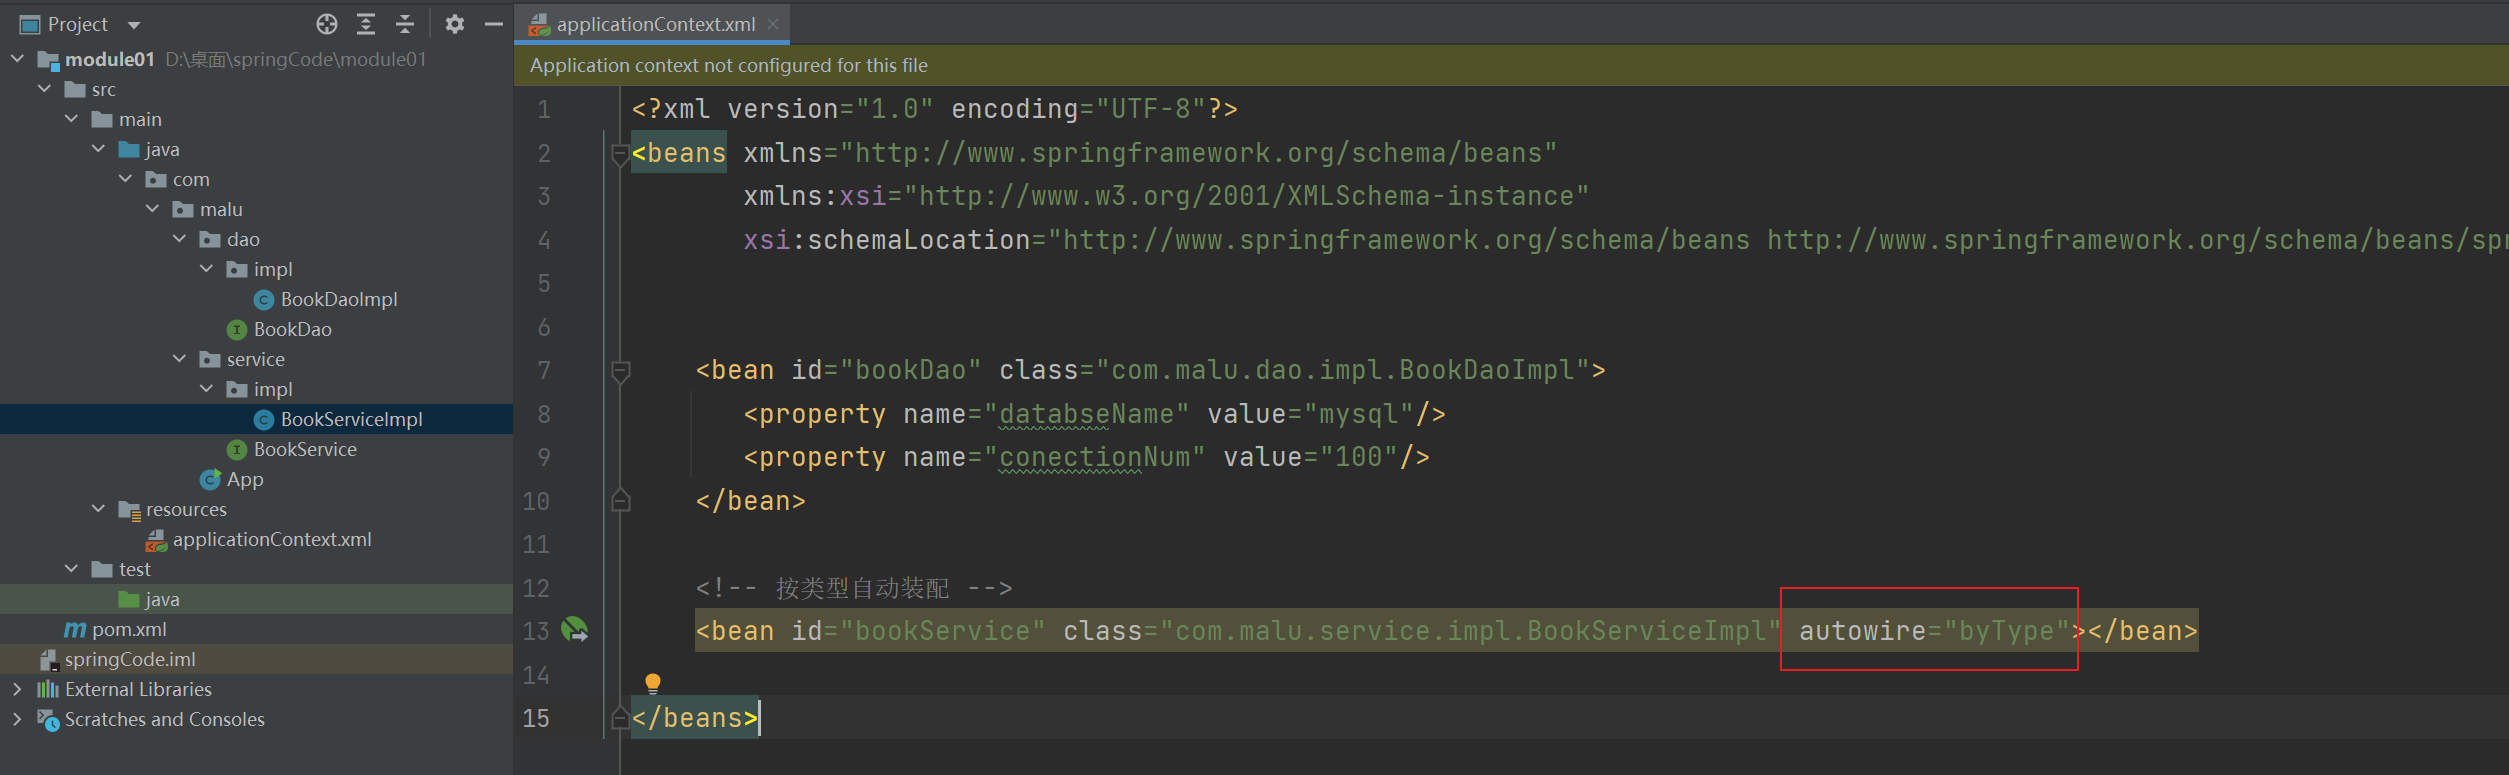 Project
module01 D:\桌面\springCode\module01
src
main
java
com
malu
dao
impl
BookDaoImpl
BookDao
service
impl
BookServiceImpl
BookService
App
resources
applicationContext.xml
test
java
pom.xml
springCode.iml
External Libraries
Scratches and Consoles
applicationContext.xml
Application context not configured for this file
1 <?xml version="1.0" encoding="UTF-8"?>
2 <beans xmlns="http://www.springframework.org/schema/beans"
3 xmlns:xsi="http://www.w3.org/2001/XMLSchema-instance"
4 xsi:schemaLocation="http://www.springframework.org/schema/beans http://www.springframework.org/schema/beans/spr
5
6
7 <bean id="bookDao" class="com.malu.dao.impl.BookDaoImpl">
8 <property name="databseName" value="mysql"/>
9 <property name="conectionNum" value="100"/>
10 </bean>
11
12 <!-- 按类型自动装配 -->
13 <bean id="bookService" class="com.malu.service.impl.BookServiceImpl" autowire="byType"></bean>
14
15 </beans>